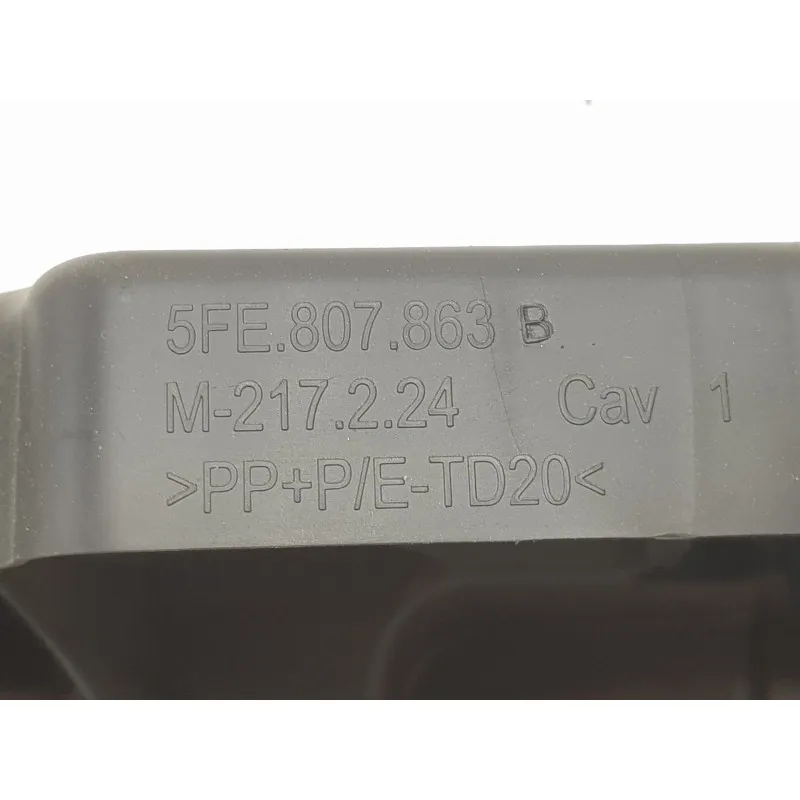 5FE.807.863 B
M-217.2.24 Cav 1
>PP+P/E-TD20<